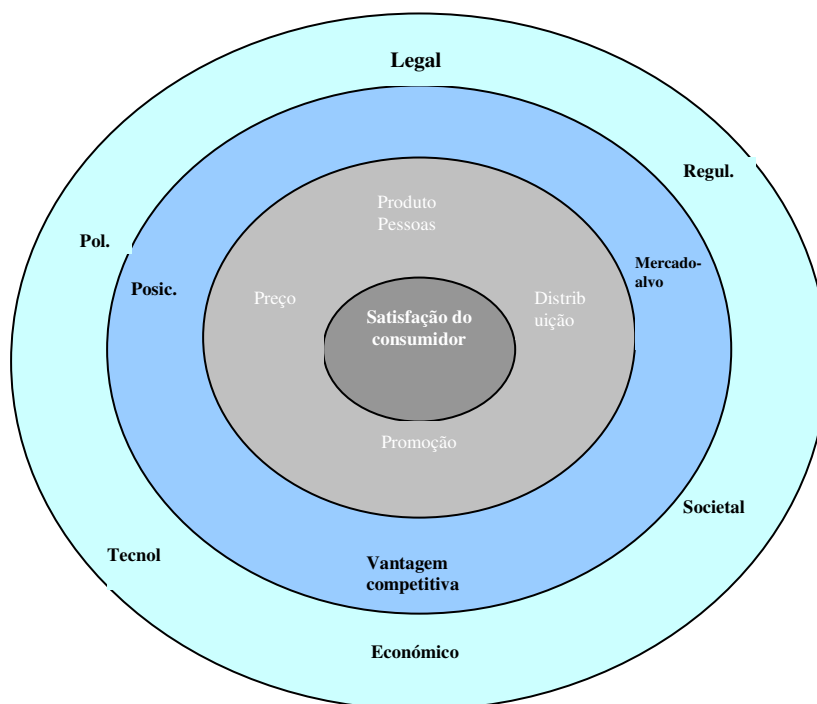 Legal
Regul.
Produto
Pessoas
Pol.
Mercado-
alvo
Posic.
Preço
Distrib
uição
Satisfação do
consumidor
Promoção
Societal
Tecnol
Vantagem
competitiva
Económico